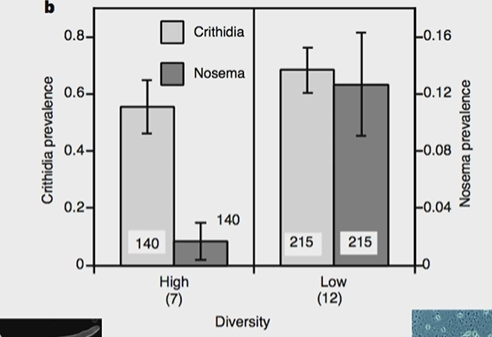 b
Crithidia prevalence
0.8
0.6
0.4
0.2
0
Crithidia
Nosema
140
140
215
215
0.16
0.12
0.08
0.04
0
Nosema prevalence
High
(7)
Low
(12)
Diversity